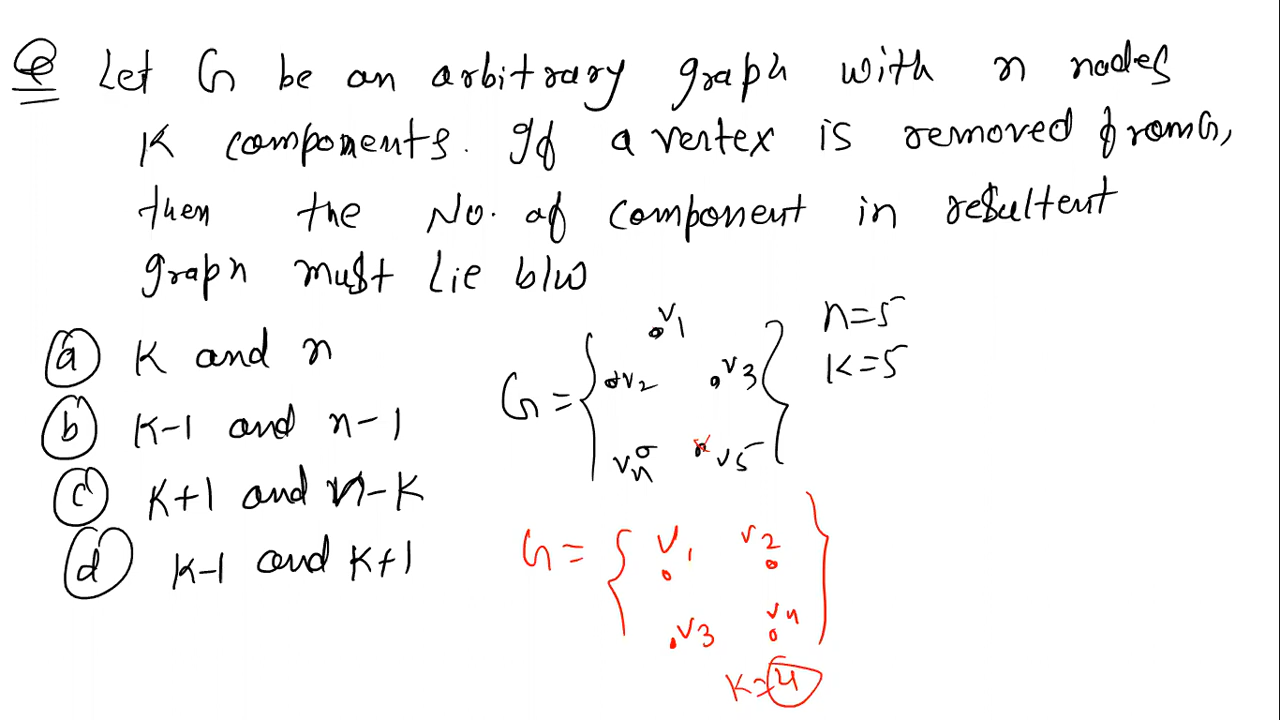 Q Let G be an arbitrary graph with n nodes
K components. If a vertex is removed from G,
then the No. of component in resultent
graph must lie b/w
(a) K and n
(b) K-1 and n-1
(c) K+1 and n-K
(d) K-1 and K+1
G = { v1
v2 v3
v4 v5 }
n=5
K=5
G = { v1 v2
v3 v4 }
K=4